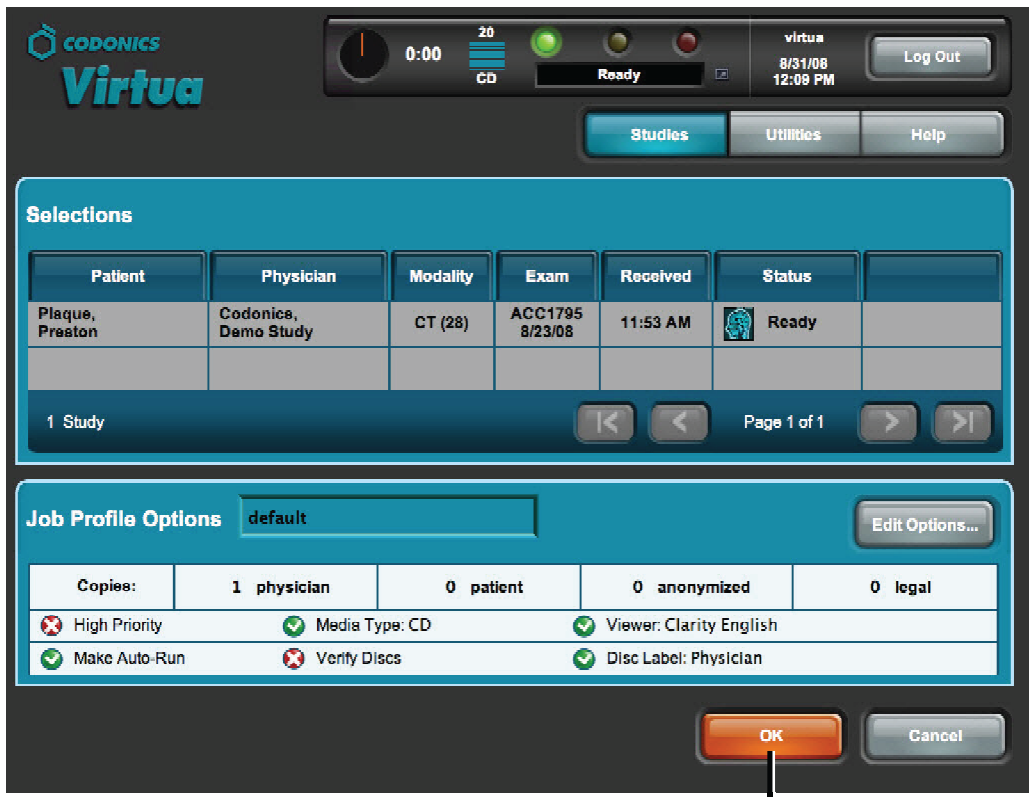 CODONICS
Virtua
0:00
20
CD
Ready
virtua
8/31/08
12:09 PM
Log Out
Studies
Utilities
Help
Selections
Patient
Physician
Modality
Exam
Received
Status
Plaque,
Preston
Codonics,
Demo Study
CT (28)
ACC1795
8/23/08
11:53 AM
Ready
1 Study
Page 1 of 1
Job Profile Options
default
Edit Options...
Copies:
1 physician
0 patient
0 anonymized
0 legal
High Priority
Media Type: CD
Viewer: Clarity English
Make Auto-Run
Verify Discs
Disc Label: Physician
OK
Cancel